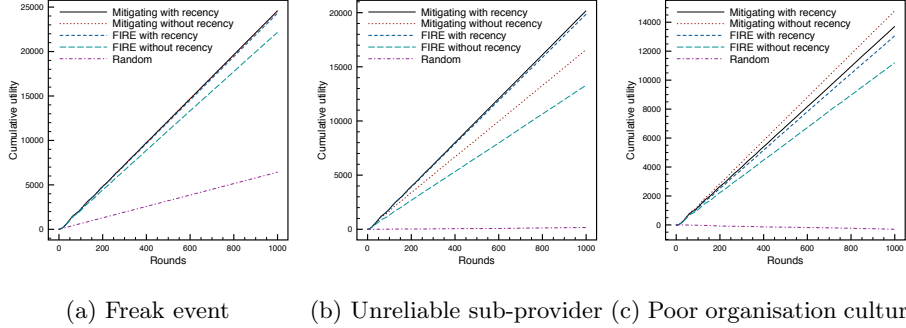 Mitigating with recency
Mitigating without recency
FIRE with recency
FIRE without recency
Random
25000
20000
15000
10000
5000
0
Cumulative utility
0 200 400 600 800 1000
Rounds
(a) Freak event
Mitigating with recency
Mitigating without recency
FIRE with recency
FIRE without recency
Random
20000
15000
10000
5000
0
Cumulative utility
0 200 400 600 800 1000
Rounds
(b) Unreliable sub-provider
Mitigating with recency
Mitigating without recency
FIRE with recency
FIRE without recency
Random
14000
12000
10000
8000
6000
4000
2000
0
Cumulative utility
0 200 400 600 800 1000
Rounds
(c) Poor organisation cultur